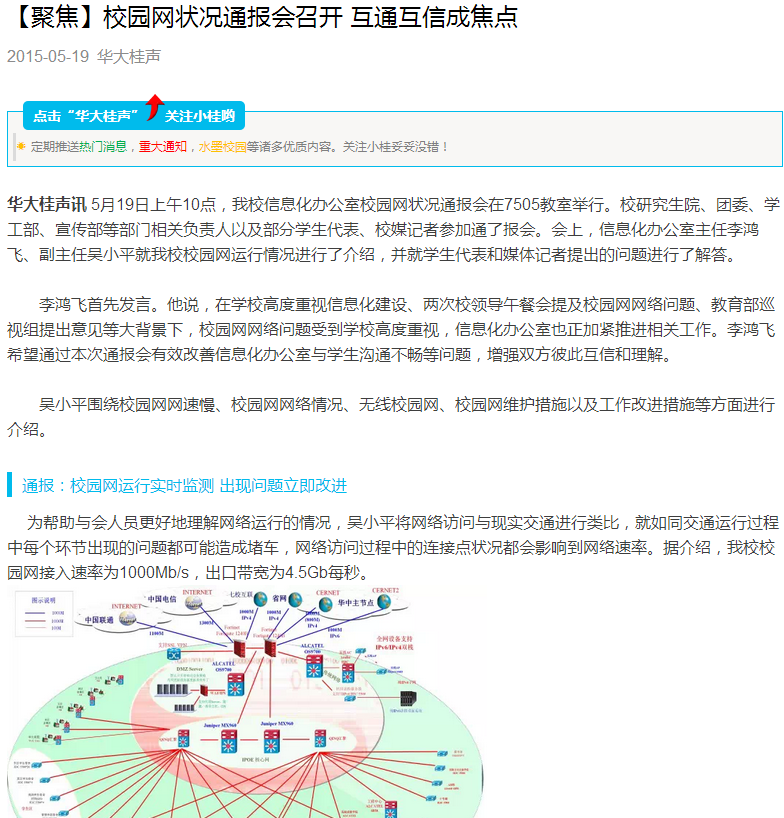 【聚焦】校园网状况通报会召开 互通互信成焦点
2015-05-19 华大桂声
点击“华大桂声” 关注小桂哟
定期推送热门消息，重大通知，水墨校园等诸多优质内容。关注小桂妥妥没错！
华大桂声讯 5月19日上午10点，我校信息化办公室校园网状况通报会在7505教室举行。校研究生院、团委、学
工部、宣传部等部门相关负责人以及部分学生代表、校媒记者参加通了报会。会上，信息化办公室主任李鸿
飞、副主任吴小平就我校校园网运行情况进行了介绍，并就学生代表和媒体记者提出的问题进行了解答。
李鸿飞首先发言。他说，在学校高度重视信息化建设、两次校领导午餐会提及校园网网络问题、教育部巡
视组提出意见等大背景下，校园网网络问题受到学校高度重视，信息化办公室也正加紧推进相关工作。李鸿飞
希望通过本次通报会有效改善信息化办公室与学生沟通不畅等问题，增强双方彼此互信和理解。
吴小平围绕校园网网速慢、校园网网络情况、无线校园网、校园网维护措施以及工作改进措施等方面进行
介绍。
通报：校园网运行实时监测 出现问题立即改进
为帮助与会人员更好地理解网络运行的情况，吴小平将网络访问与现实交通进行类比，就如同交通运行过程
中每个环节出现的问题都可能造成堵车，网络访问过程中的连接点状况都会影响到网络速率。据介绍，我校校
园网接入速率为1000Mb/s，出口带宽为4.5Gb每秒。
图示说明
中国电信 七校互联 省网 CERNET CERNET2
INTERNET
中国联通 INTERNET
华中主节点
1100M 1300M 1000M IPv4 1000M IPv4 1000M IPv4 1000M IPv6
全网设备支持
IPv6/IPv4双栈
DMZ Server
ALCATEL
OS9700
ALCATEL
OS9700
Juniper MX960 Juniper MX960
IPOE 核心网